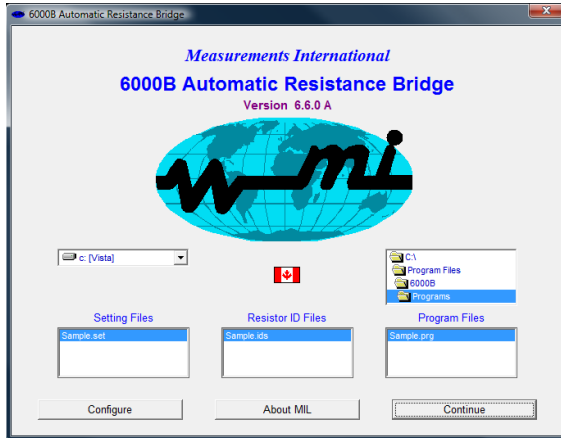 6000B Automatic Resistance Bridge
Measurements International
6000B Automatic Resistance Bridge
Version 6.6.0 A
mi
c: [Vista]
C:\
Program Files
6000B
Programs
Setting Files
Resistor ID Files
Program Files
Sample.set
Sample.ids
Sample.prg
Configure
About MIL
Continue